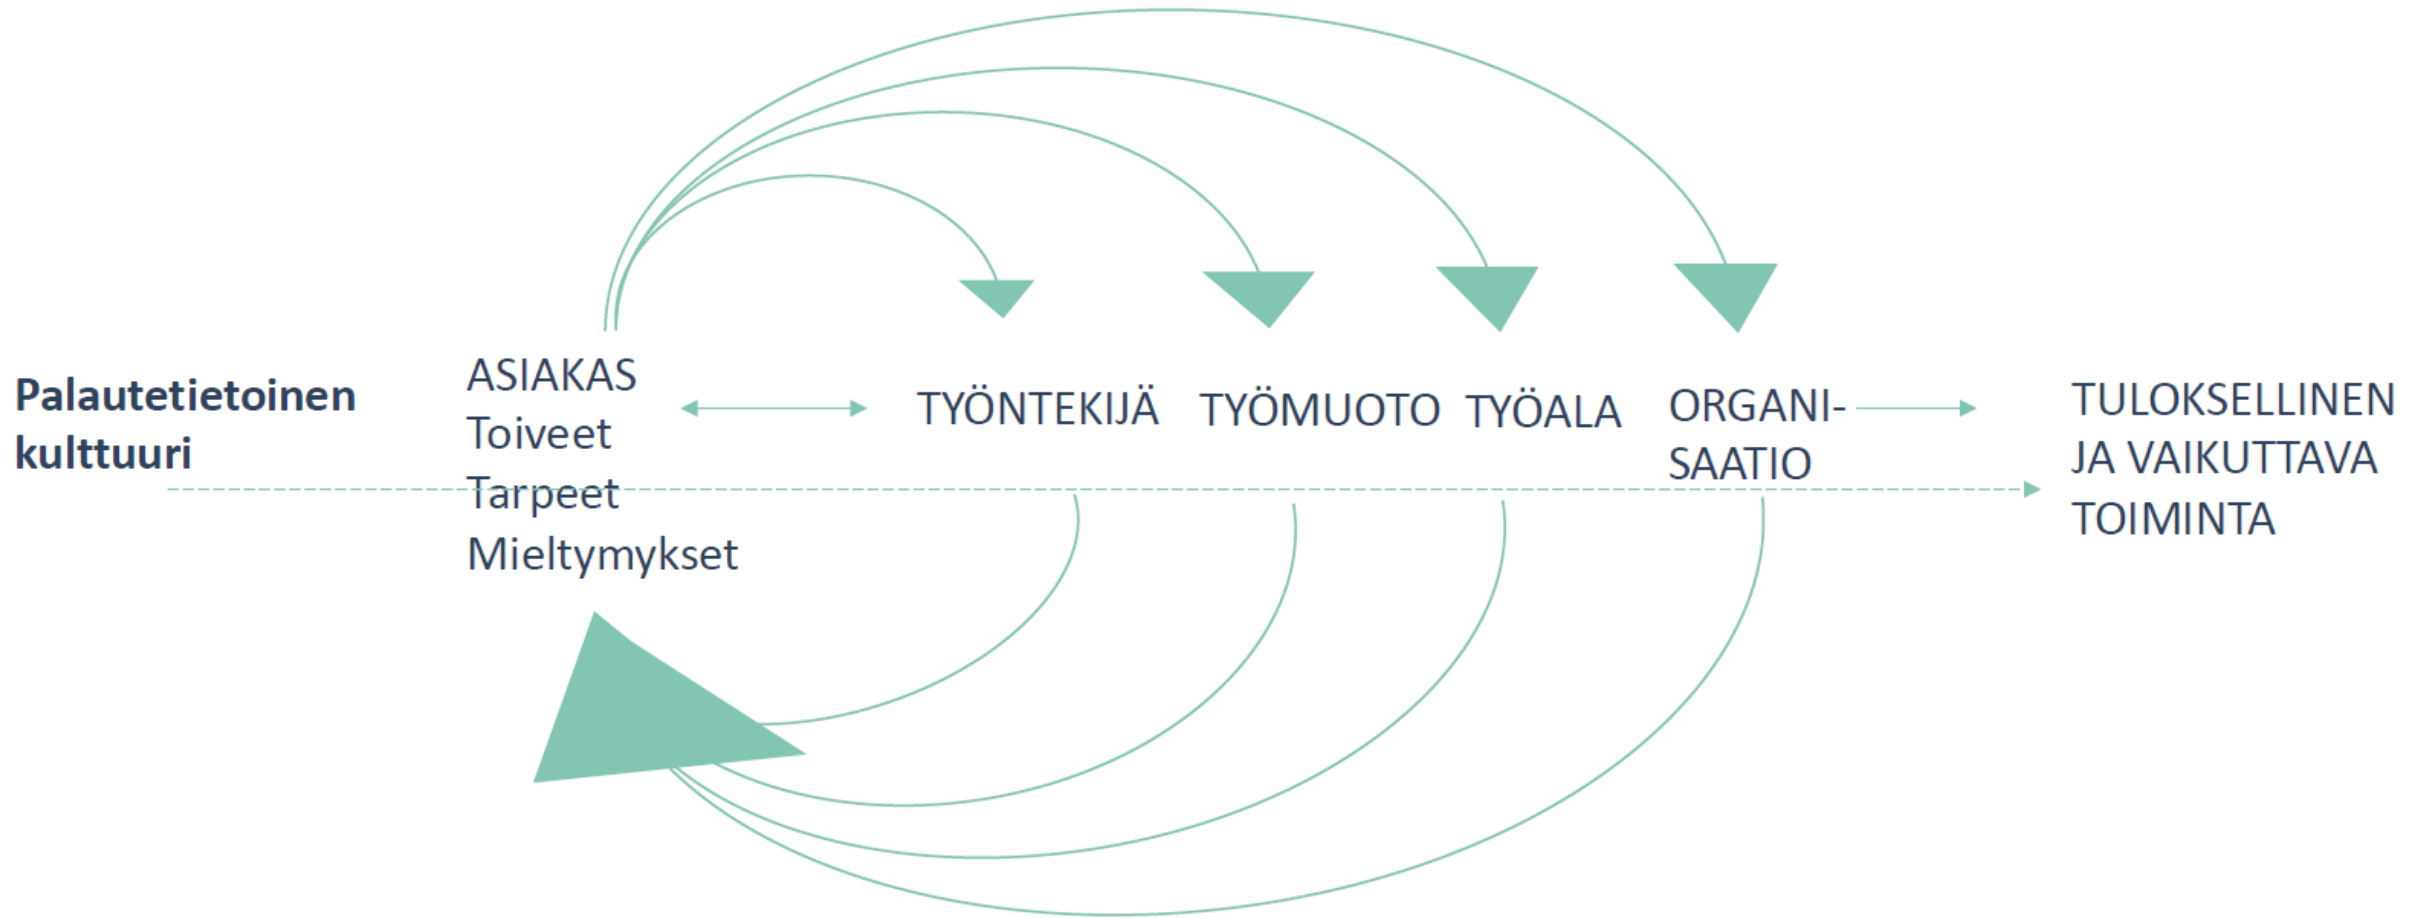 Palautetietoinen
kulttuuri
ASIAKAS
Toiveet
Tarpeet
Mieltymykset
TYÖNTEKIJÄ
TYÖMUOTO
TYÖALA
ORGANI-
SAATIO
TULOKSELLINEN
JA VAIKUTTAVA
TOIMINTA